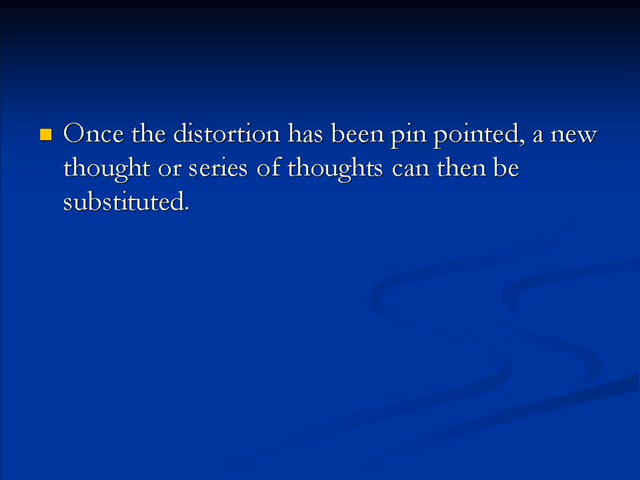 Once the distortion has been pin pointed, a new
thought or series of thoughts can then be
substituted.